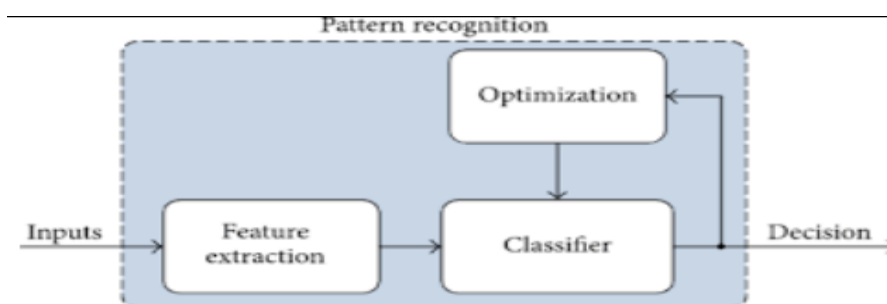 Pattern recognition
Optimization
Inputs
Feature
extraction
Classifier
Decision